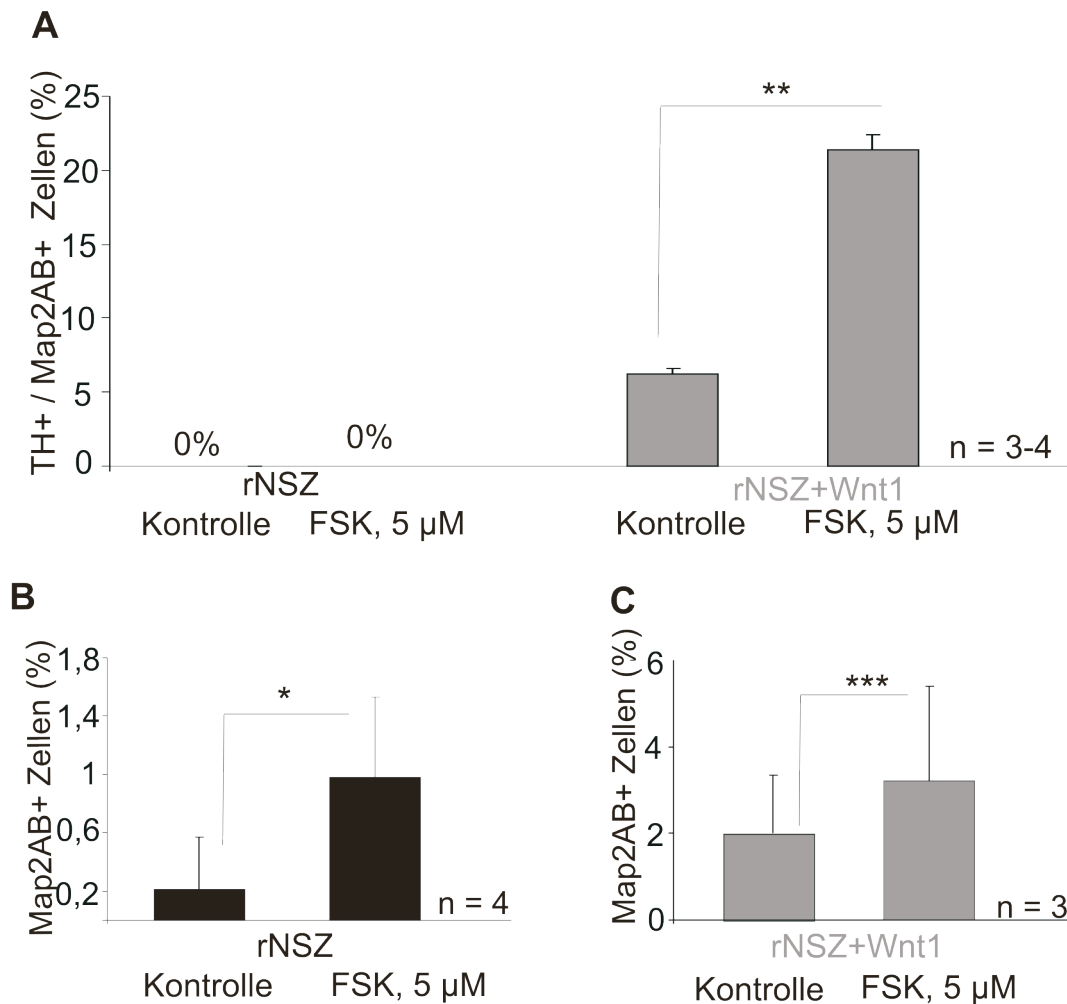 A
TH+ / Map2AB+ Zellen (%)
25
20
15
10
5
0
0%
0%
**
n = 3-4
rNSZ
rNSZ+Wnt1
Kontrolle
FSK, 5 µM
Kontrolle
FSK, 5 µM
B
Map2AB+ Zellen (%)
1,8
1,4
1
0,6
0,2
*
n = 4
rNSZ
Kontrolle
FSK, 5 µM
C
Map2AB+ Zellen (%)
6
4
2
0
***
n = 3
rNSZ+Wnt1
Kontrolle
FSK, 5 µM